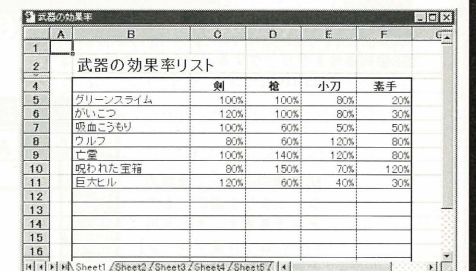 武器の効果率
A B C D E F G
1
2 武器の効果率リスト
4 剣 槍 小刀 素手
5 グリーンスライム 100% 100% 80% 20%
6 がいこつ 120% 100% 80% 30%
7 吸血こうもり 100% 60% 50% 50%
8 ウルフ 80% 60% 120% 80%
9 亡霊 100% 140% 120% 80%
10 呪われた宝箱 80% 150% 70% 120%
11 巨大ヒル 120% 60% 40% 30%
12
13
14
15
16
Sheet1 Sheet2 Sheet3 Sheet4 Sheet5